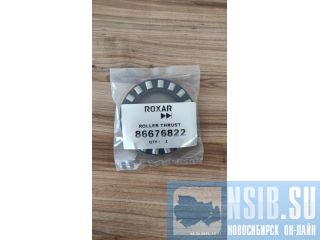 ROXAR
ROLLER THRUST
86676822
QTY: 1
NSIB.SU
НОВОСИБИРСК ОН-ЛАЙН